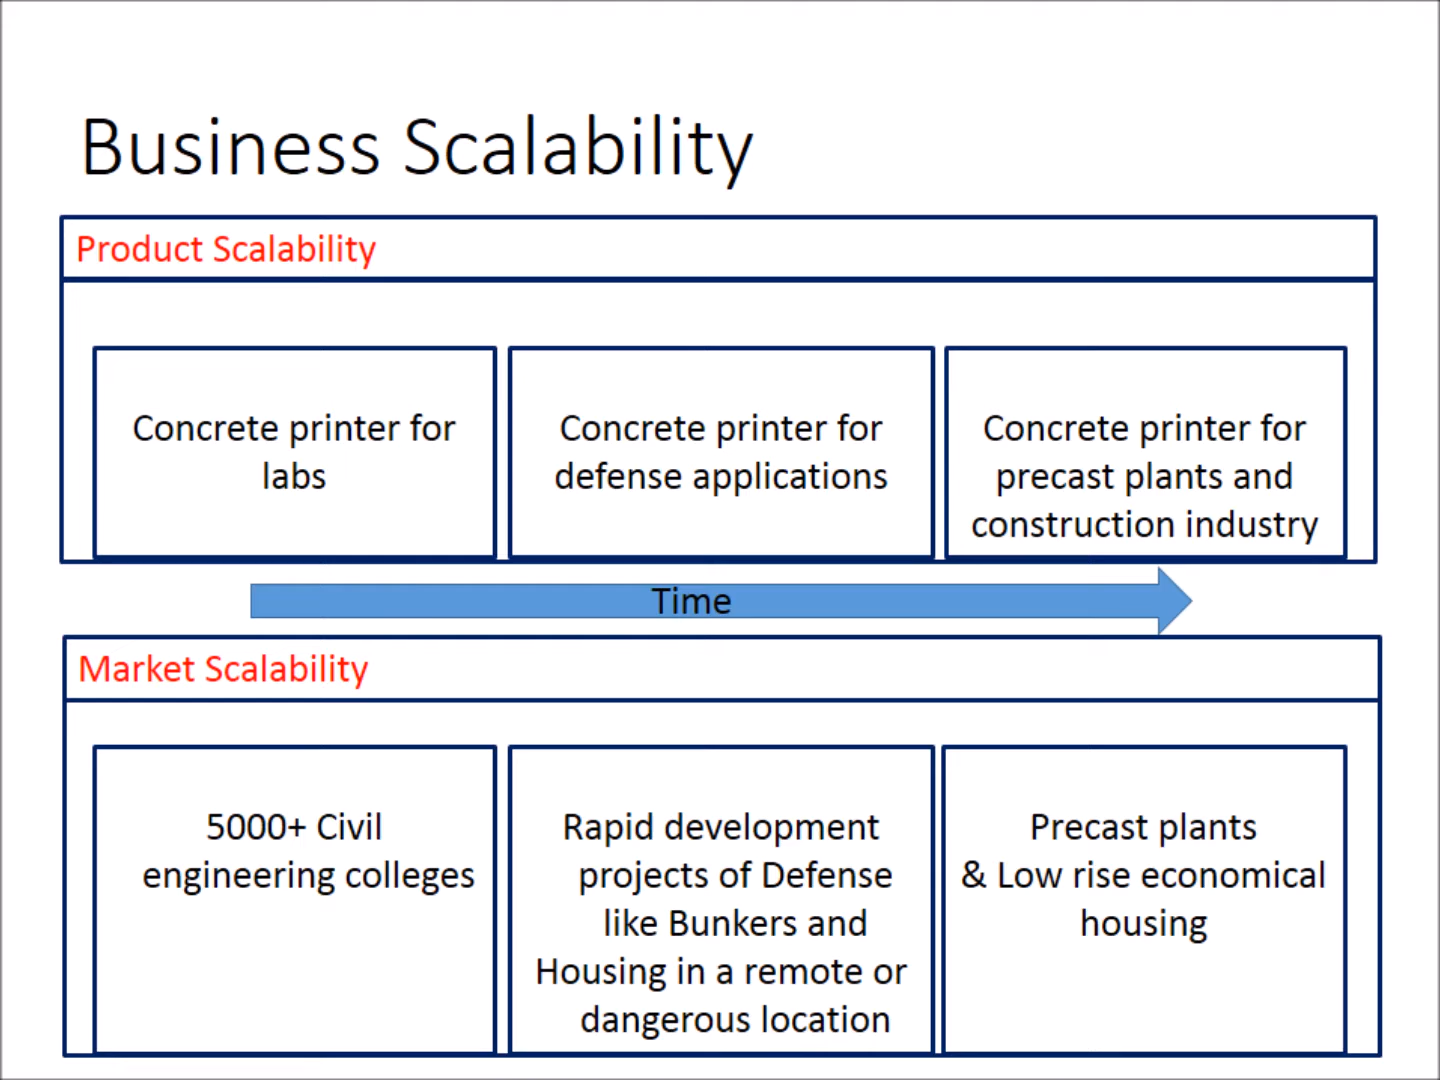 Business Scalability
Product Scalability
Concrete printer for
labs
Concrete printer for
defense applications
Concrete printer for
precast plants and
construction industry
Time
Market Scalability
5000+ Civil
engineering colleges
Rapid development
projects of Defense
like Bunkers and
Housing in a remote or
dangerous location
Precast plants
& Low rise economical
housing